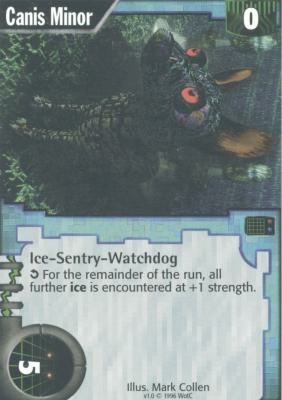 Canis Minor
0
Ice-Sentry-Watchdog
For the remainder of the run, all
further ice is encountered at +1 strength.
5
Illus. Mark Collen
v1.0 © 1996 WotC